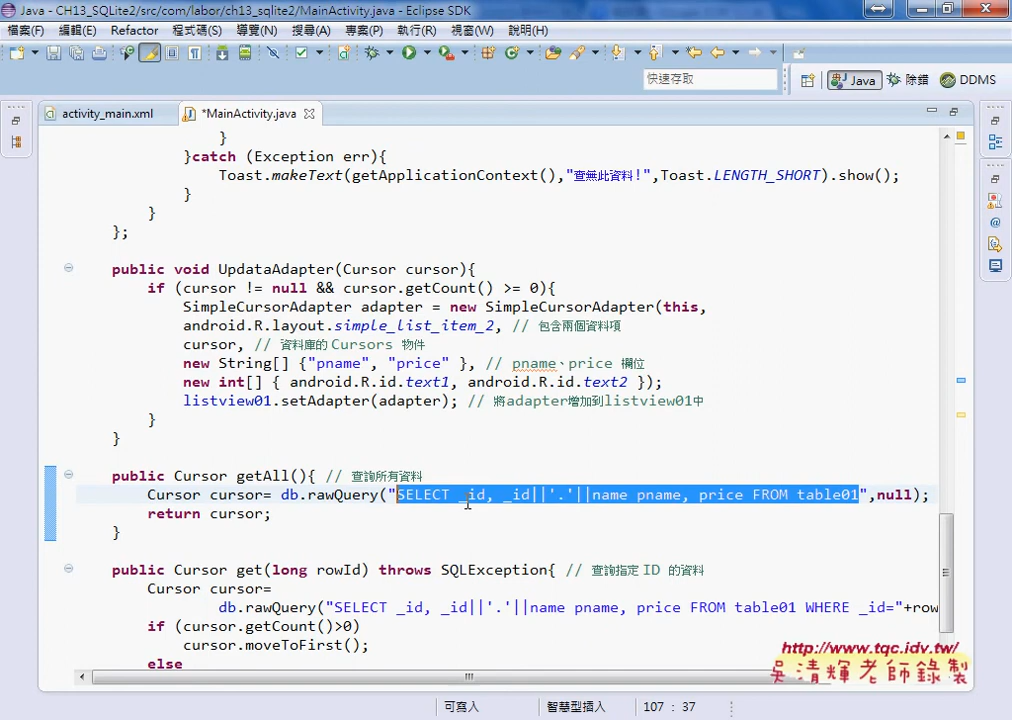 Java - CH13_SQLite2/src/com/labor/ch13_sqlite2/MainActivity.java - Eclipse SDK
檔案(F) 編輯(E) Refactor 程式碼(S) 導覽(N) 搜尋(A) 專案(P) 執行(R) 視窗(W) 說明(H)
快速存取 Java 除錯 DDMS
activity_main.xml *MainActivity.java
}
}catch (Exception err){
Toast.makeText(getApplicationContext(),"查無此資料!",Toast.LENGTH_SHORT).show();
}
}
};
public void UpdataAdapter(Cursor cursor){
if (cursor != null && cursor.getCount() >= 0){
SimpleCursorAdapter adapter = new SimpleCursorAdapter(this,
android.R.layout.simple_list_item_2, // 包含兩個資料項
cursor, // 資料庫的 Cursors 物件
new String[] {"pname", "price" }, // pname、price 欄位
new int[] { android.R.id.text1, android.R.id.text2 });
listview01.setAdapter(adapter); // 將adapter增加到listview01中
}
}
public Cursor getAll(){ // 查詢所有資料
Cursor cursor= db.rawQuery("SELECT _id, _id||'.'||name pname, price FROM table01",null);
return cursor;
}
public Cursor get(long rowId) throws SQLException{ // 查詢指定 ID 的資料
Cursor cursor=
db.rawQuery("SELECT _id, _id||'.'||name pname, price FROM table01 WHERE _id="+row
if (cursor.getCount()>0)
cursor.moveToFirst();
else
http://www.tqc.idv.tw/
吳清輝老師錄製
可寫入 智慧型插入 107 : 37